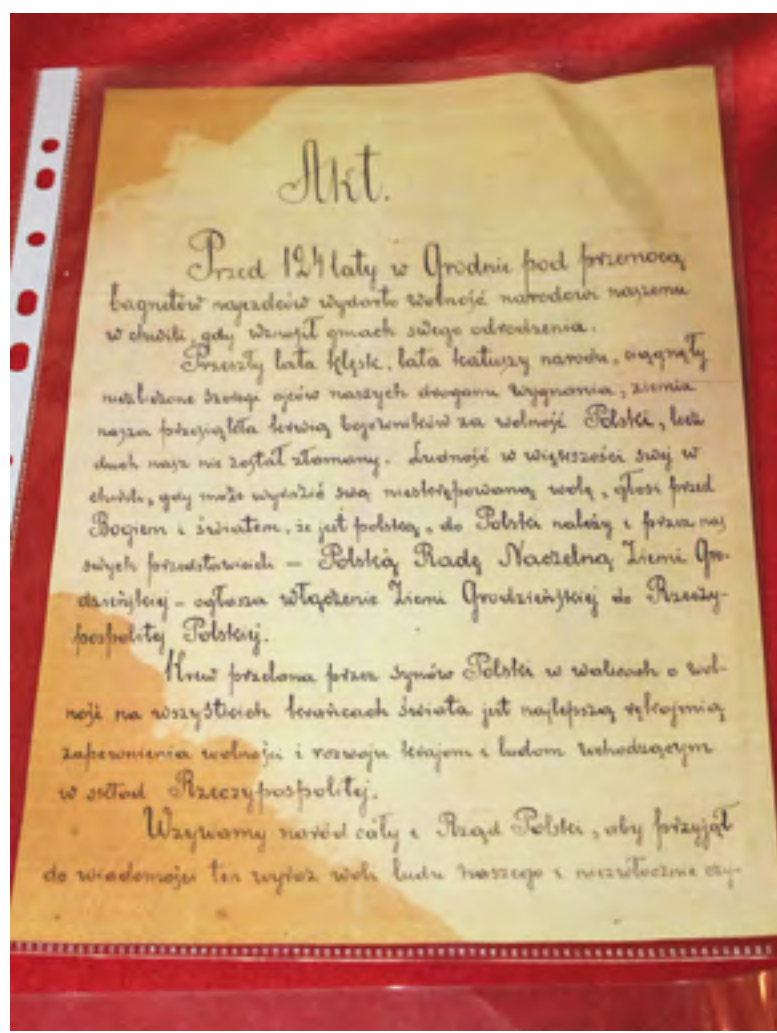 Akt.
Przed 124 laty w Grodnie pod przemocą
bagnetów najezdców wydarto wolność narodowi naszemu
w chwili, gdy wznosił gmach swego odrodzenia.
Przeszły lata klęsk, lata katuszy narodu, ciągnęły
niezliczone szeregi ojców naszych drogami wygnania, ziemia
nasza przesiąkła krwią bojowników za wolność Polski, lecz
duch nasz nie został złamany. Ludność w większości swej w
chwili, gdy może wyrazić swą nieskrępowaną wolę, głosi przed
Bogiem i światem, że jest polską, do Polski należy i przez nas
swych przedstawicieli – Polską Radę Naczelną Ziemi Gro-
dzieńskiej – ogłasza włączenie Ziemi Grodzieńskiej do Rzeczy-
pospolitej Polskiej.
Krew przelana przez synów Polski w walkach o wol-
ność na wszystkich krańcach świata jest najlepszą rękojmią
zapewnienia wolności i rozwoju krajom i ludom wchodzącym
w skład Rzeczypospolitej.
Wzywamy naród cały i Rząd Polski, aby przyjął
do wiadomości ten wyraz woli ludu naszego i niezwłocznie czy-